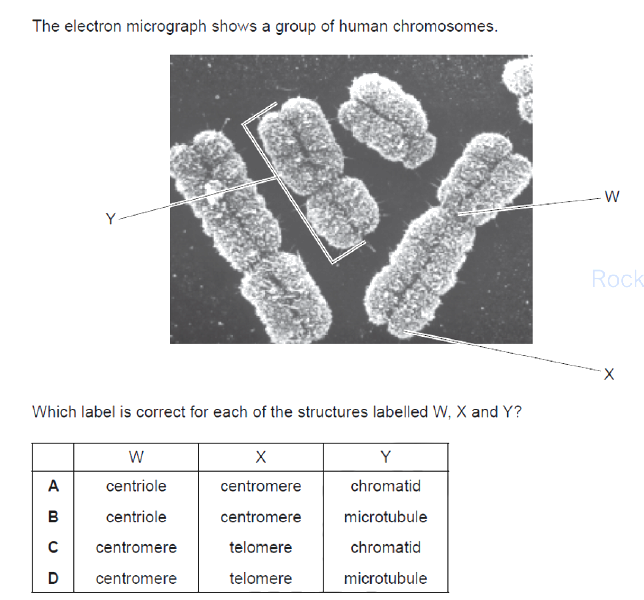 The electron micrograph shows a group of human chromosomes.
W
Y
Rock
X
Which label is correct for each of the structures labelled W, X and Y?
W X Y
A centriole centromere chromatid
B centriole centromere microtubule
C centromere telomere chromatid
D centromere telomere microtubule